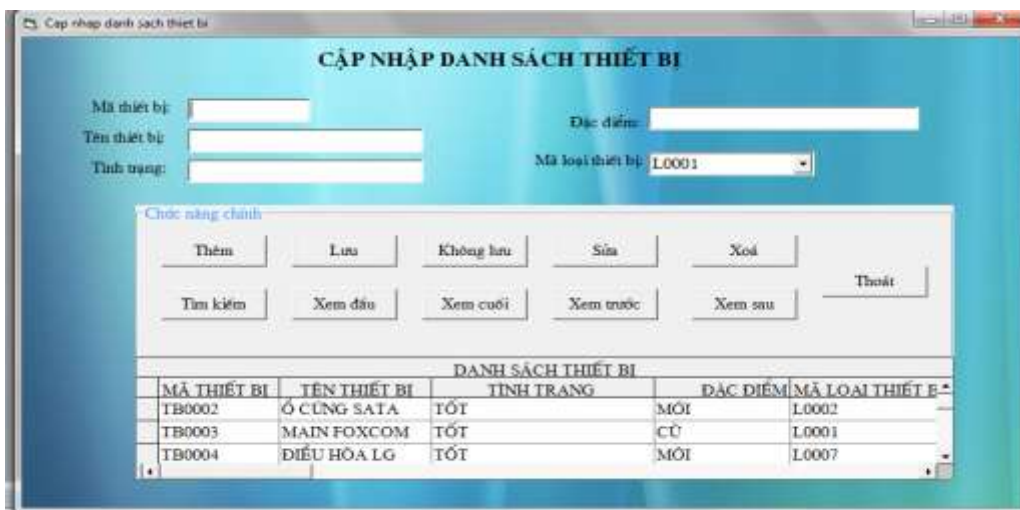 Cap nhap danh sach thiet bi
CẬP NHẬP DANH SÁCH THIẾT BỊ
Mã thiết bị:
Đặc điểm:
Tên thiết bị:
Mã loại thiết bị: L0001
Tình trạng:
Chức năng chính
Thêm Lưu Không lưu Sửa Xoá
Thoát
Tìm kiếm Xem đầu Xem cuối Xem trước Xem sau
DANH SÁCH THIẾT BỊ
MÃ THIẾT BỊ TÊN THIẾT BỊ TÌNH TRẠNG ĐẶC ĐIỂM MÃ LOẠI THIẾT B
TB0002 Ổ CỨNG SATA TỐT MỚI L0002
TB0003 MAIN FOXCOM TỐT CŨ L0001
TB0004 ĐIỀU HÒA LG TỐT MỚI L0007